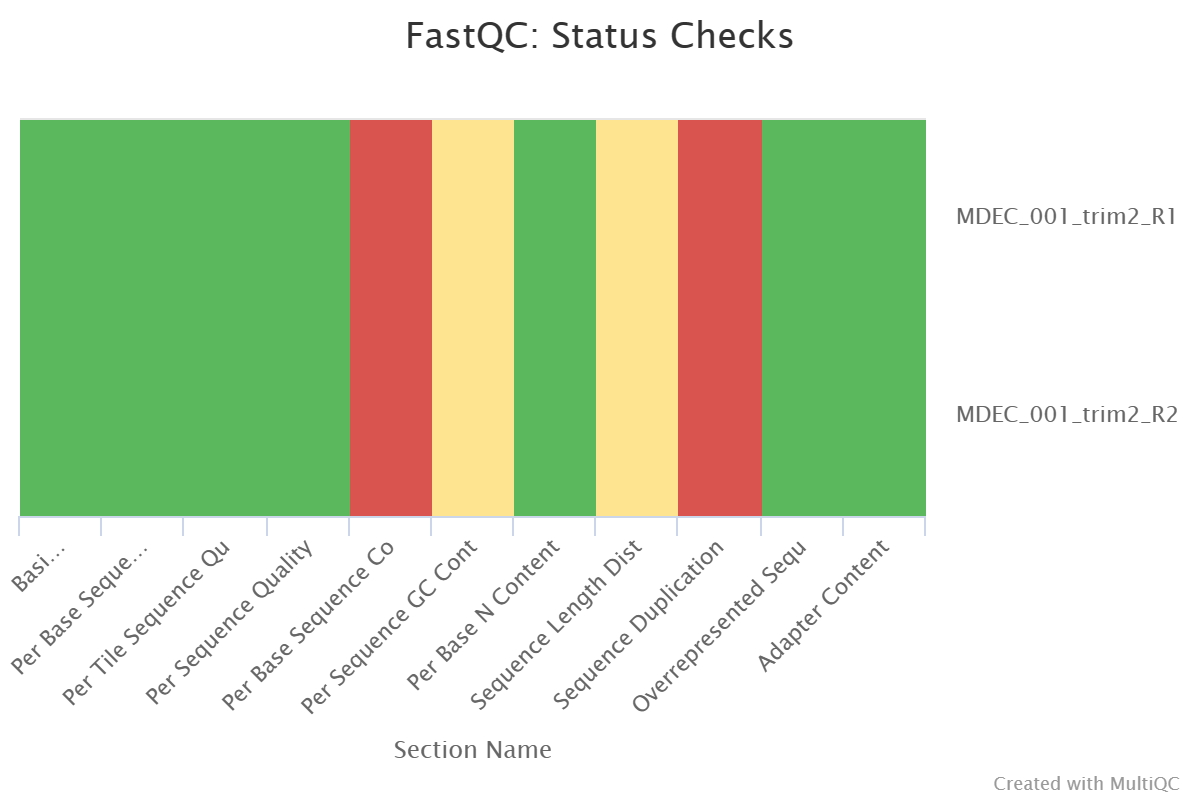 FastQC: Status Checks
MDEC_001_trim2_R1
MDEC_001_trim2_R2
Basi...
Per Base Seque...
Per Tile Sequence Qu
Per Sequence Quality
Per Base Sequence Co
Per Sequence GC Cont
Per Base N Content
Sequence Length Dist
Sequence Duplication
Overrepresented Sequ
Adapter Content
Section Name
Created with MultiQC